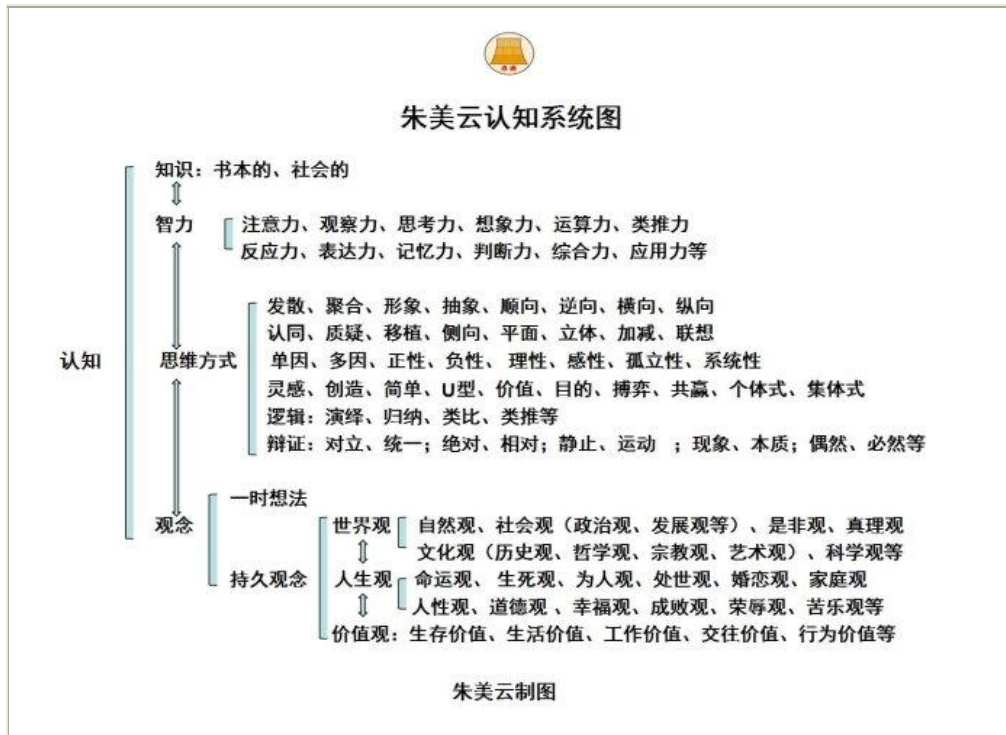 朱美云认知系统图
知识：书本的、社会的
智力
注意力、观察力、思考力、想象力、运算力、类推力
反应力、表达力、记忆力、判断力、综合力、应用力等
发散、聚合、形象、抽象、顺向、逆向、横向、纵向
认同、质疑、移植、侧向、平面、立体、加减、联想
认知
思维方式
单因、多因、正性、负性、理性、感性、孤立性、系统性
灵感、创造、简单、U型、价值、目的、搏弈、共赢、个体式、集体式
逻辑：演绎、归纳、类比、类推等
辩证：对立、统一；绝对、相对；静止、运动 ；现象、本质；偶然、必然等
一时想法
观念
世界观
自然观、社会观（政治观、发展观等）、是非观、真理观
文化观（历史观、哲学观、宗教观、艺术观）、科学观等
持久观念
人生观
命运观、 生死观、为人观、处世观、婚恋观、家庭观
人性观、道德观 、幸福观、成败观、荣辱观、苦乐观等
价值观：生存价值、生活价值、工作价值、交往价值、行为价值等
朱美云制图